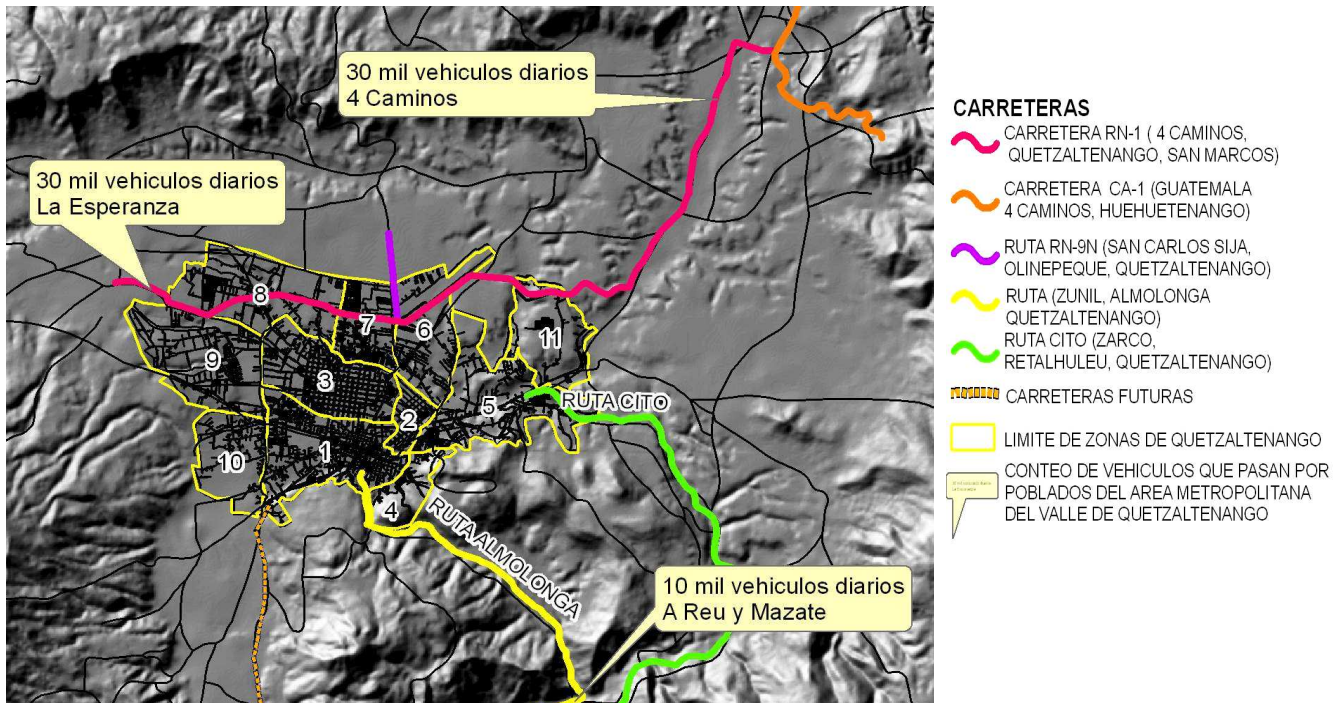 30 mil vehiculos diarios
4 Caminos
30 mil vehiculos diarios
La Esperanza
8
7
6
11
9
3
2
5
RUTA CITO
10
1
4
RUTA ALMOLONGA
10 mil vehiculos diarios
A Reu y Mazate
CARRETERAS
CARRETERA RN-1 ( 4 CAMINOS,
QUETZALTENANGO, SAN MARCOS)
CARRETERA CA-1 (GUATEMALA
4 CAMINOS, HUEHUETENANGO)
RUTA RN-9N (SAN CARLOS SIJA,
OLINEPEQUE, QUETZALTENANGO)
RUTA (ZUNIL, ALMOLONGA
QUETZALTENANGO)
RUTA CITO (ZARCO,
RETALHULEU, QUETZALTENANGO)
CARRETERAS FUTURAS
LIMITE DE ZONAS DE QUETZALTENANGO
CONTEO DE VEHICULOS QUE PASAN POR
POBLADOS DEL AREA METROPOLITANA
DEL VALLE DE QUETZALTENANGO